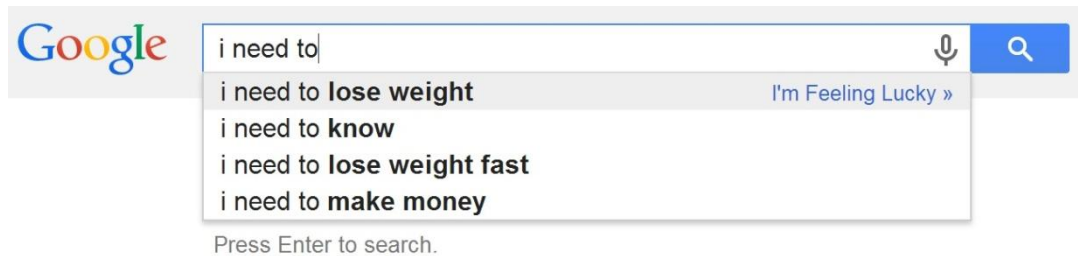 Google i need to
i need to lose weight I'm Feeling Lucky »
i need to know
i need to lose weight fast
i need to make money
Press Enter to search.